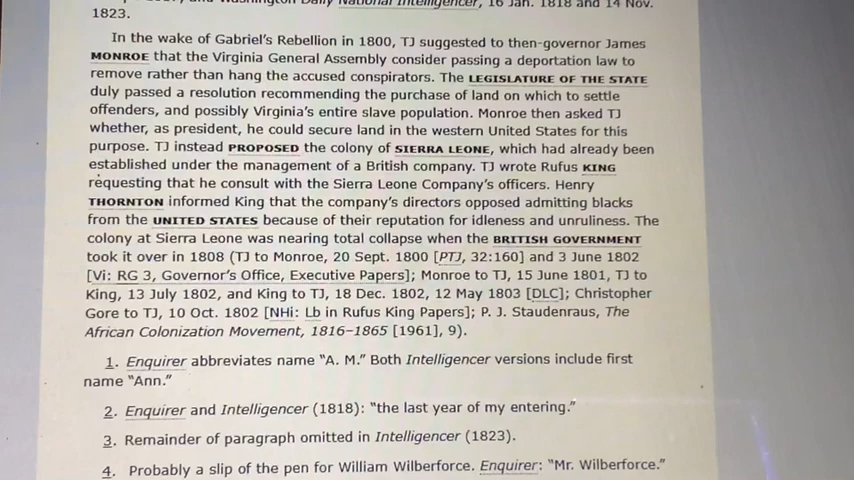 National Intelligencer, 16 Jan. 1818 and 14 Nov.
1823.
In the wake of Gabriel's Rebellion in 1800, TJ suggested to then-governor James
MONROE that the Virginia General Assembly consider passing a deportation law to
remove rather than hang the accused conspirators. The LEGISLATURE OF THE STATE
duly passed a resolution recommending the purchase of land on which to settle
offenders, and possibly Virginia's entire slave population. Monroe then asked TJ
whether, as president, he could secure land in the western United States for this
purpose. TJ instead PROPOSED the colony of SIERRA LEONE, which had already been
established under the management of a British company. TJ wrote Rufus KING
requesting that he consult with the Sierra Leone Company's officers. Henry
THORNTON informed King that the company's directors opposed admitting blacks
from the UNITED STATES because of their reputation for idleness and unruliness. The
colony at Sierra Leone was nearing total collapse when the BRITISH GOVERNMENT
took it over in 1808 (TJ to Monroe, 20 Sept. 1800 [PTJ, 32:160] and 3 June 1802
[Vi: RG 3, Governor's Office, Executive Papers]; Monroe to TJ, 15 June 1801, TJ to
King, 13 July 1802, and King to TJ, 18 Dec. 1802, 12 May 1803 [DLC]; Christopher
Gore to TJ, 10 Oct. 1802 [NHi: Lb in Rufus King Papers]; P. J. Staudenraus, The
African Colonization Movement, 1816–1865 [1961], 9).
1. Enquirer abbreviates name "A. M." Both Intelligencer versions include first
name "Ann."
2. Enquirer and Intelligencer (1818): "the last year of my entering."
3. Remainder of paragraph omitted in Intelligencer (1823).
4. Probably a slip of the pen for William Wilberforce. Enquirer: "Mr. Wilberforce."